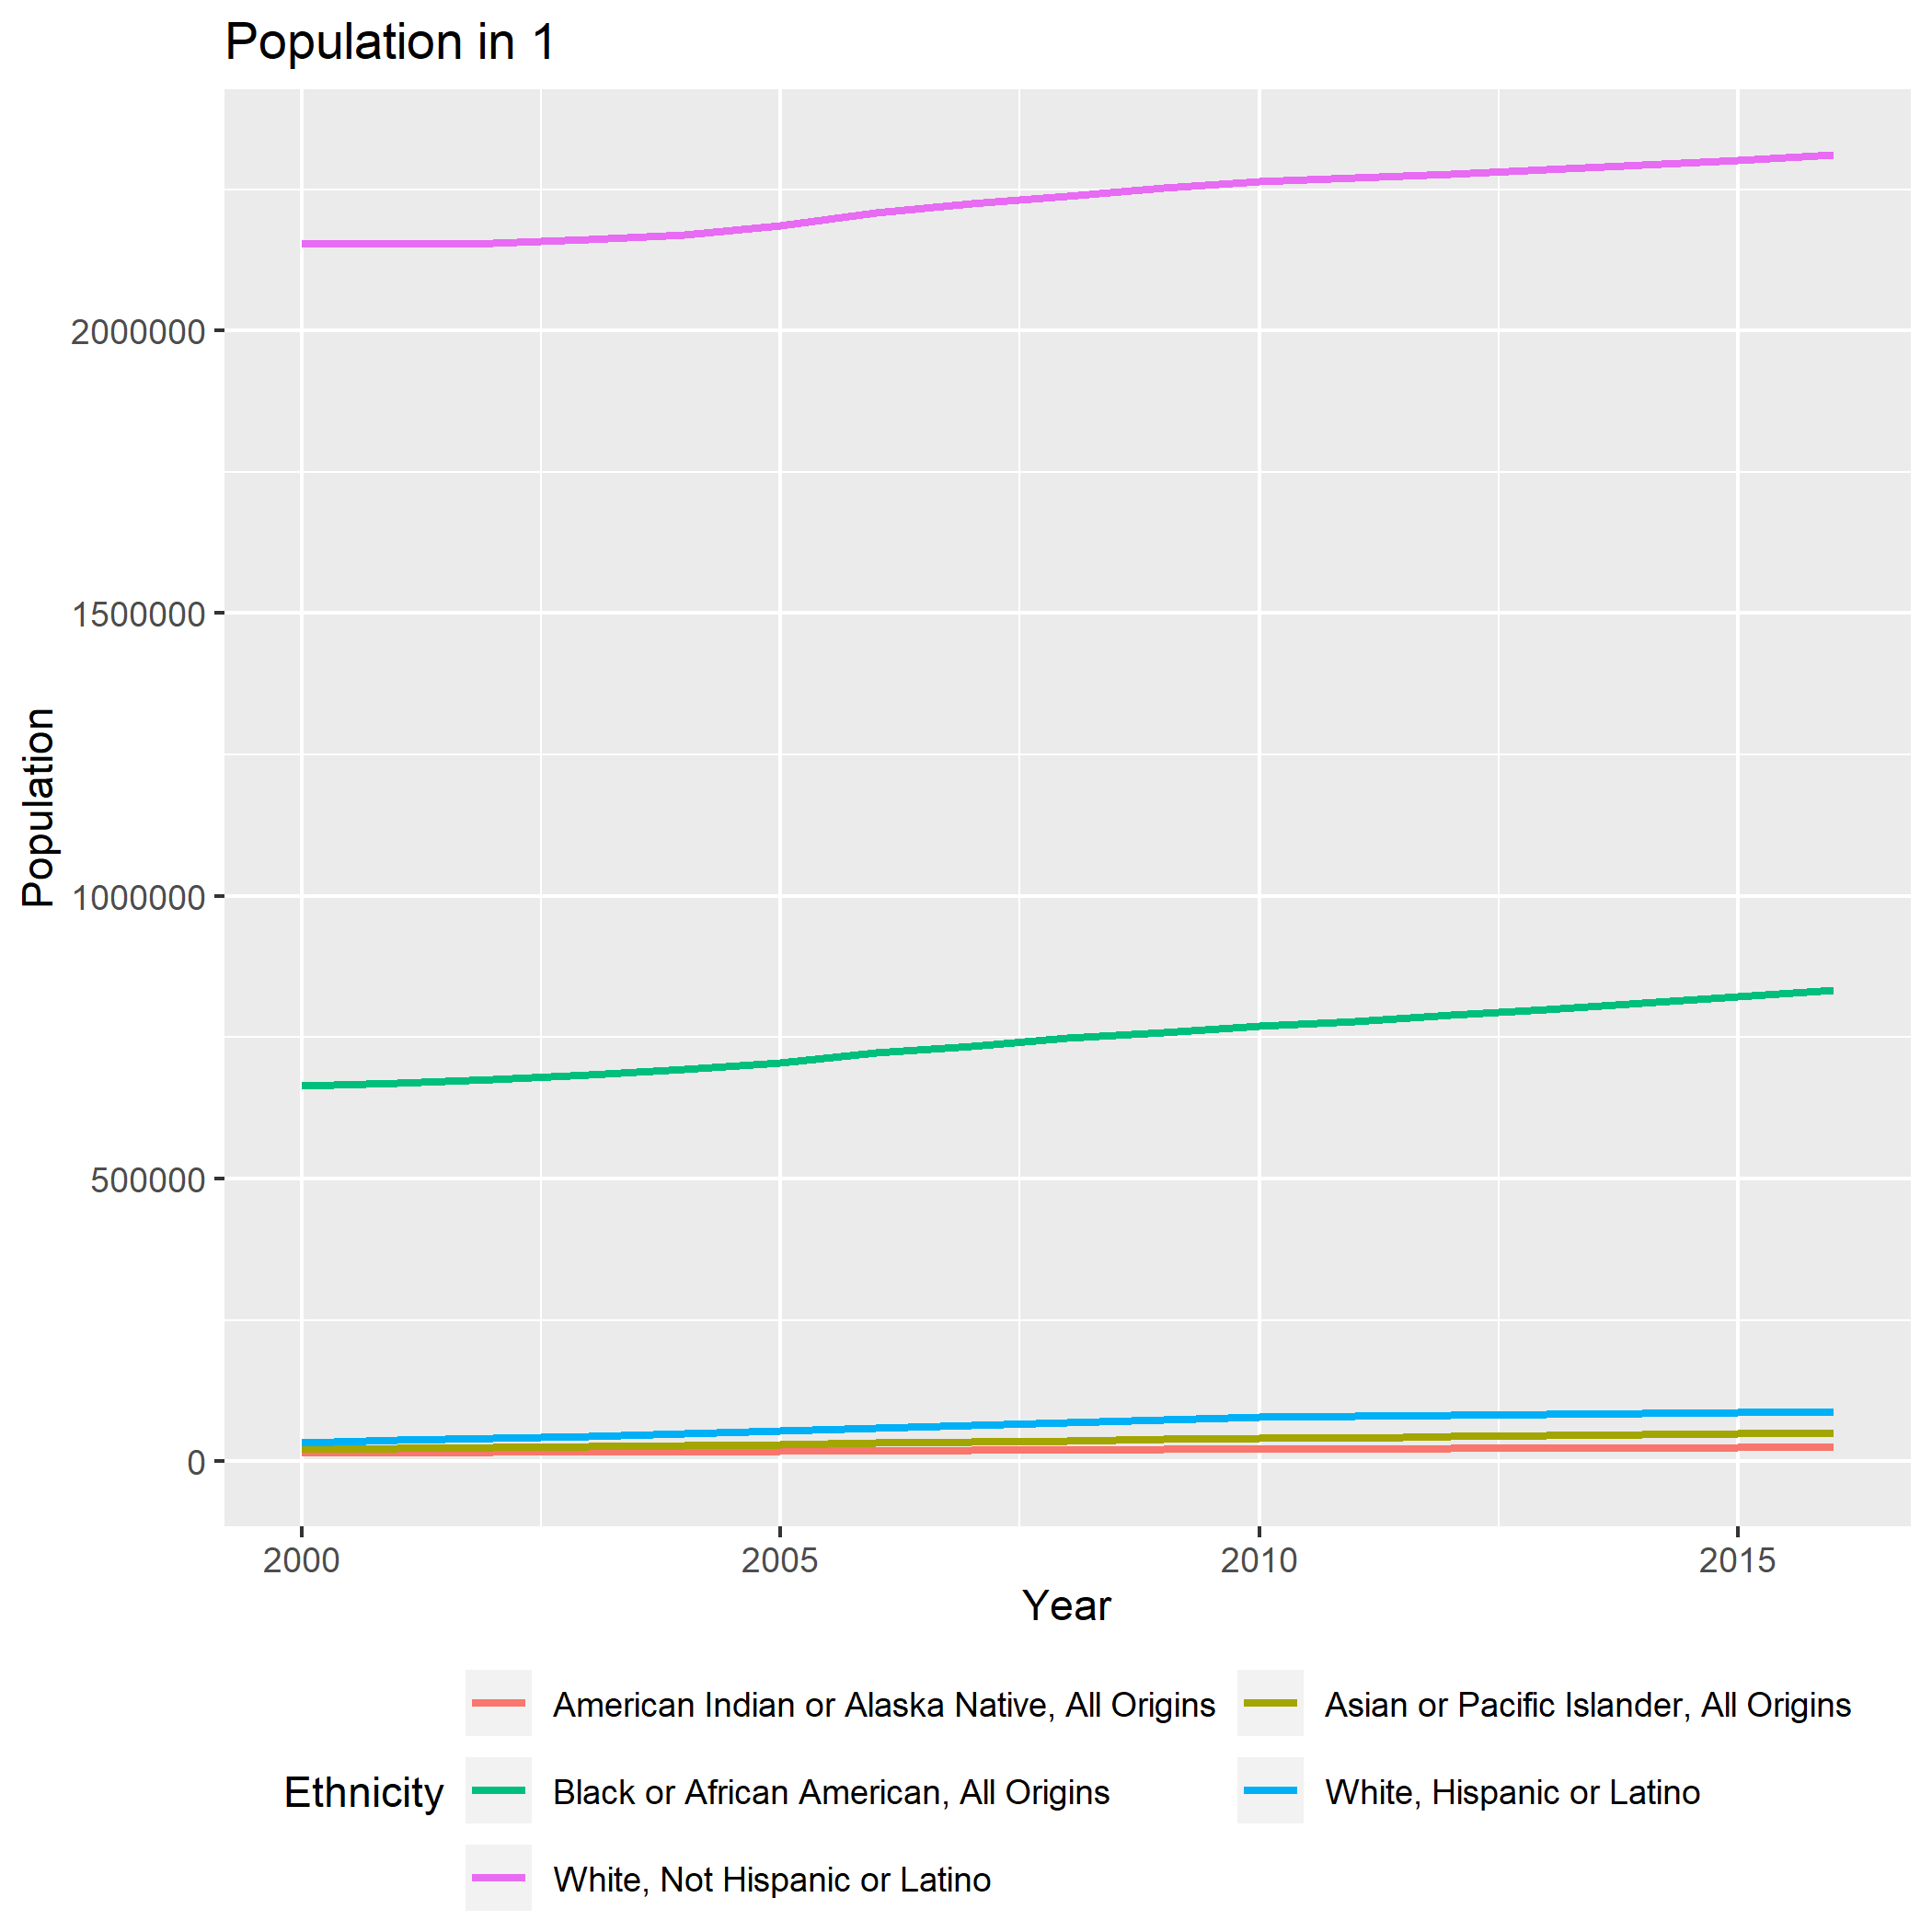 Population in 1
Population
2000000
1500000
1000000
500000
0
2000 2005 2010 2015
Year
Ethnicity
American Indian or Alaska Native, All Origins
Asian or Pacific Islander, All Origins
Black or African American, All Origins
White, Hispanic or Latino
White, Not Hispanic or Latino